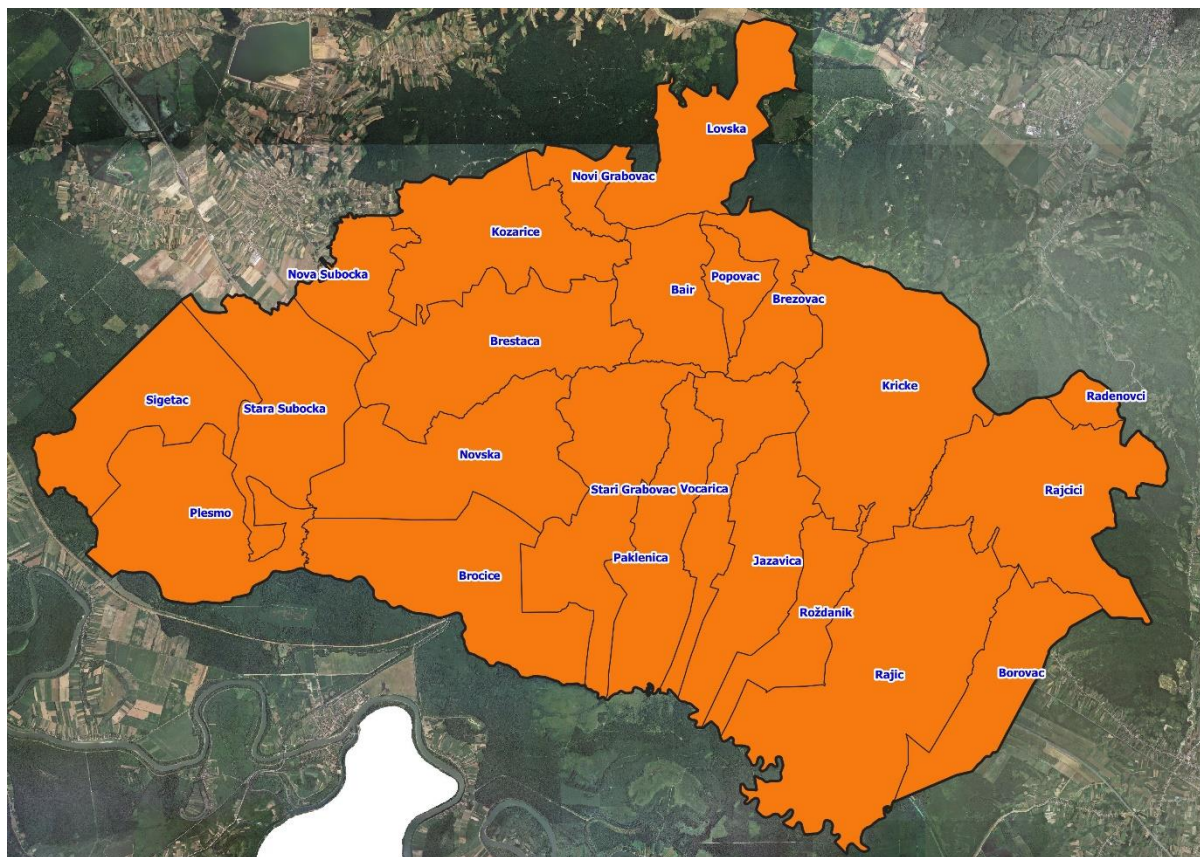 Lovska
Novi Grabovac
Kozarice
Nova Subocka
Bair
Popovac
Brezovac
Brestaca
Kricke
Radenovci
Sigetac
Stara Subocka
Novska
Stari Grabovac
Vocarica
Rajcici
Plesmo
Brocice
Paklenica
Jazavica
Roždanik
Rajic
Borovac